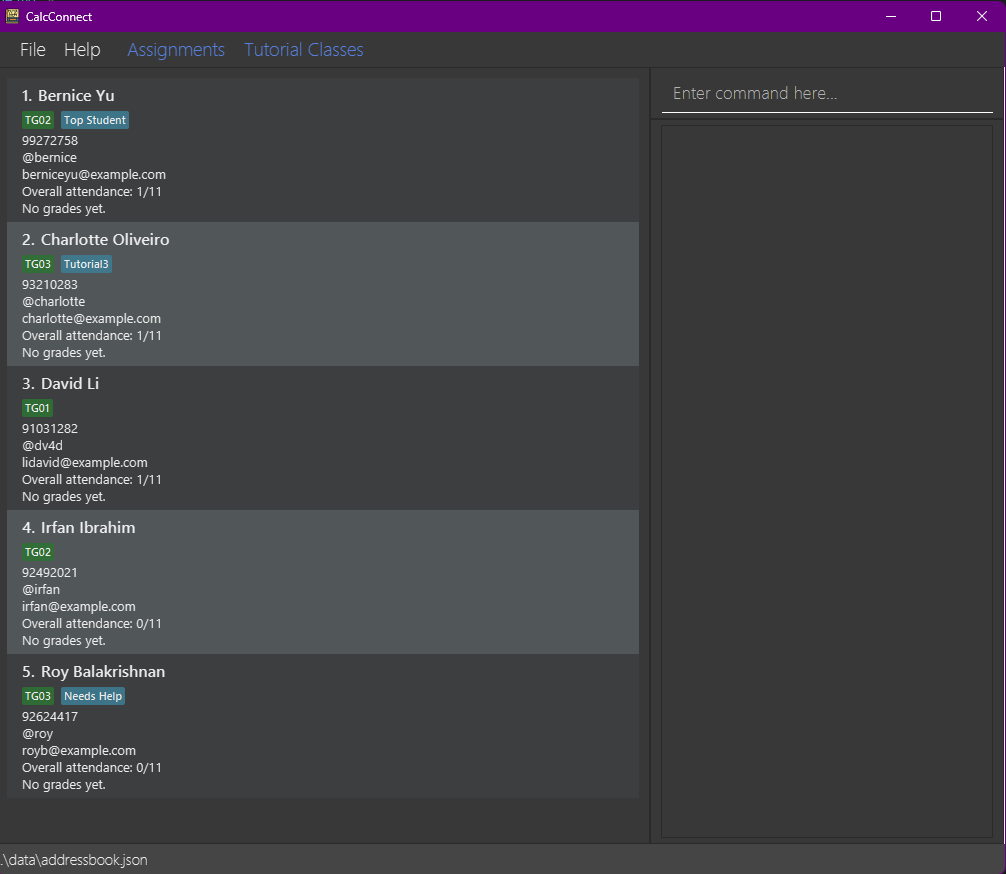 CalcConnect
File Help Assignments Tutorial Classes
1. Bernice Yu
TG02 Top Student
99272758
@bernice
berniceyu@example.com
Overall attendance: 1/11
No grades yet.
2. Charlotte Oliveiro
TG03 Tutorial3
93210283
@charlotte
charlotte@example.com
Overall attendance: 1/11
No grades yet.
3. David Li
TG01
91031282
@dv4d
lidavid@example.com
Overall attendance: 1/11
No grades yet.
4. Irfan Ibrahim
TG02
92492021
@irfan
irfan@example.com
Overall attendance: 0/11
No grades yet.
5. Roy Balakrishnan
TG03 Needs Help
92624417
@roy
royb@example.com
Overall attendance: 0/11
No grades yet.
Enter command here...
.\data\addressbook.json